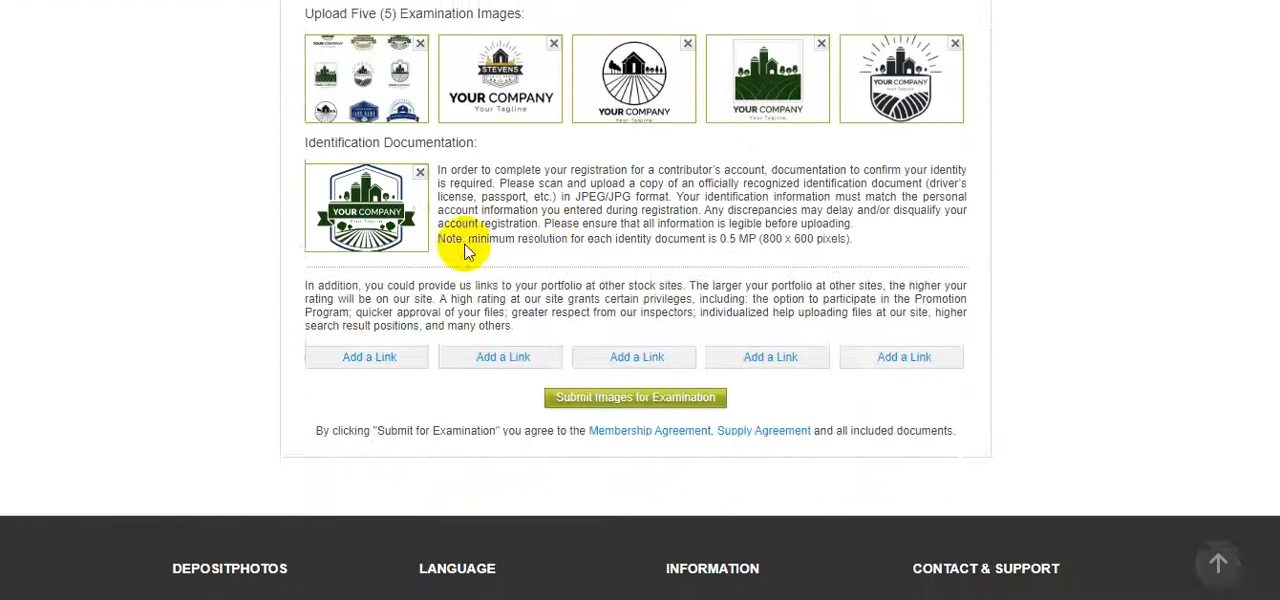 Upload Five (5) Examination Images:
YOUR COMPANY
STEVENS
YOUR COMPANY
Your Tagline
YOUR COMPANY
Your Tagline
YOUR COMPANY
Your Tagline
YOUR COMPANY
Identification Documentation:
YOUR COMPANY
Your Tagline
In order to complete your registration for a contributor's account, documentation to confirm your identity
is required. Please scan and upload a copy of an officially recognized identification document (driver's
license, passport, etc.) in JPEG/JPG format. Your identification information must match the personal
account information you entered during registration. Any discrepancies may delay and/or disqualify your
account registration. Please ensure that all information is legible before uploading.
Note, minimum resolution for each identity document is 0.5 MP (800 x 600 pixels).
In addition, you could provide us links to your portfolio at other stock sites. The larger your portfolio at other sites, the higher your
rating will be on our site. A high rating at our site grants certain privileges, including: the option to participate in the Promotion
Program; quicker approval of your files; greater respect from our inspectors; individualized help uploading files at our site, higher
search result positions, and many others.
Add a Link Add a Link Add a Link Add a Link Add a Link
Submit Images for Examination
By clicking "Submit for Examination" you agree to the Membership Agreement, Supply Agreement and all included documents.
DEPOSITPHOTOS LANGUAGE INFORMATION CONTACT & SUPPORT